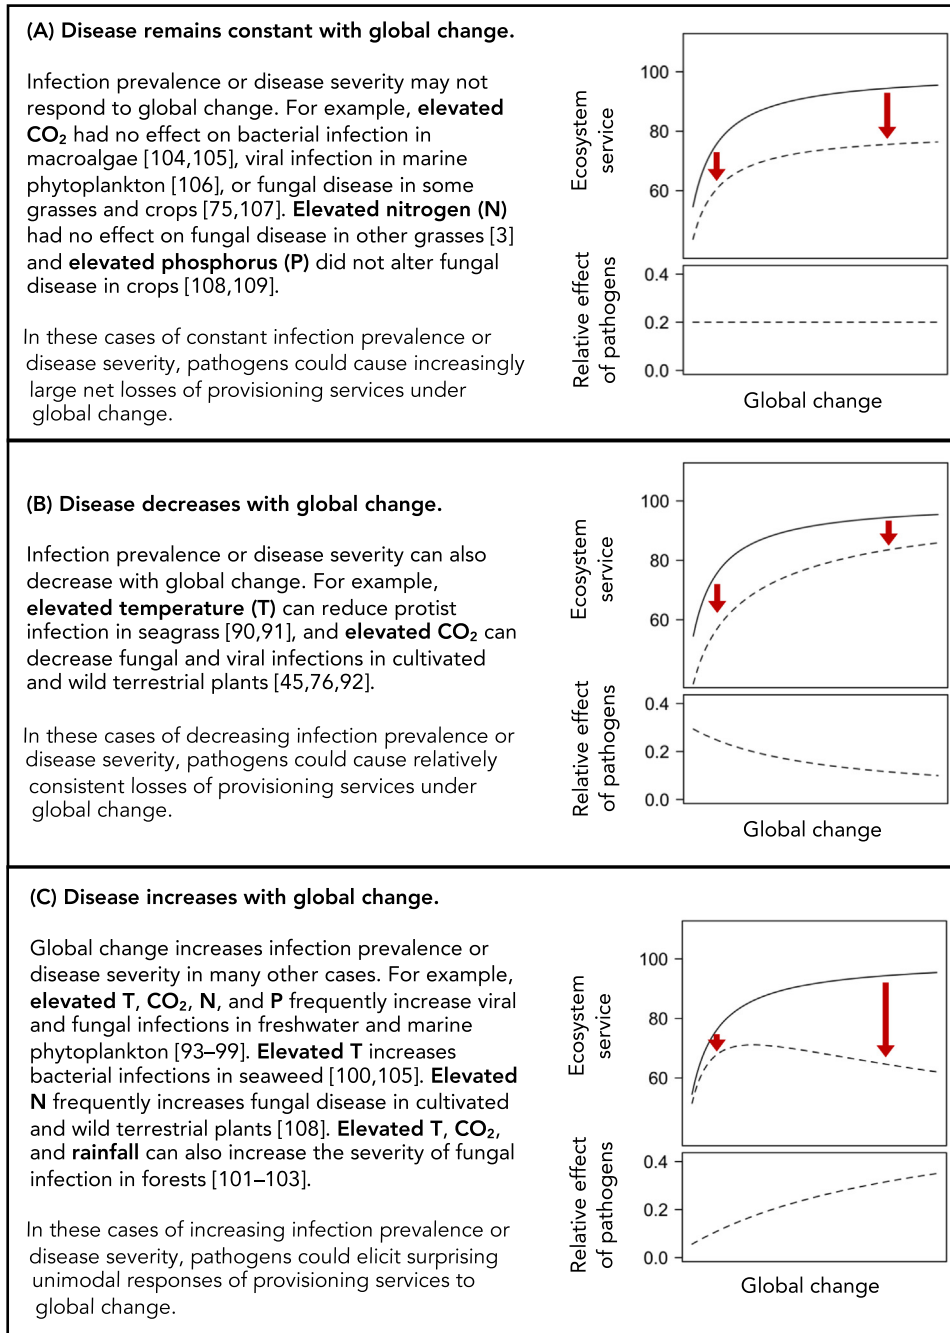 (A) Disease remains constant with global change.
Infection prevalence or disease severity may not
respond to global change. For example, elevated
CO₂ had no effect on bacterial infection in
macroalgae [104,105], viral infection in marine
phytoplankton [106], or fungal disease in some
grasses and crops [75,107]. Elevated nitrogen (N)
had no effect on fungal disease in other grasses [3]
and elevated phosphorus (P) did not alter fungal
disease in crops [108,109].
In these cases of constant infection prevalence or
disease severity, pathogens could cause increasingly
large net losses of provisioning services under
global change.
Ecosystem
service
100
80
60
Relative effect
of pathogens
0.4
0.2
0.0
Global change
(B) Disease decreases with global change.
Infection prevalence or disease severity can also
decrease with global change. For example,
elevated temperature (T) can reduce protist
infection in seagrass [90,91], and elevated CO₂ can
decrease fungal and viral infections in cultivated
and wild terrestrial plants [45,76,92].
In these cases of decreasing infection prevalence or
disease severity, pathogens could cause relatively
consistent losses of provisioning services under
global change.
Ecosystem
service
100
80
60
Relative effect
of pathogens
0.4
0.2
0.0
Global change
(C) Disease increases with global change.
Global change increases infection prevalence or
disease severity in many other cases. For example,
elevated T, CO₂, N, and P frequently increase viral
and fungal infections in freshwater and marine
phytoplankton [93–99]. Elevated T increases
bacterial infections in seaweed [100,105]. Elevated
N frequently increases fungal disease in cultivated
and wild terrestrial plants [108]. Elevated T, CO₂,
and rainfall can also increase the severity of fungal
infection in forests [101–103].
In these cases of increasing infection prevalence or
disease severity, pathogens could elicit surprising
unimodal responses of provisioning services to
global change.
Ecosystem
service
100
80
60
Relative effect
of pathogens
0.4
0.2
0.0
Global change